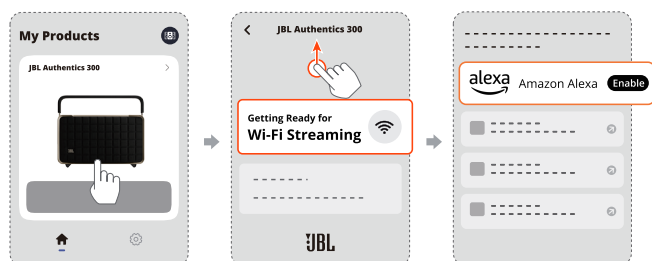 My Products
JBL Authentics 300
JBL
JBL Authentics 300
Getting Ready for
Wi-Fi Streaming
JBL
alexa
Amazon Alexa
Enable